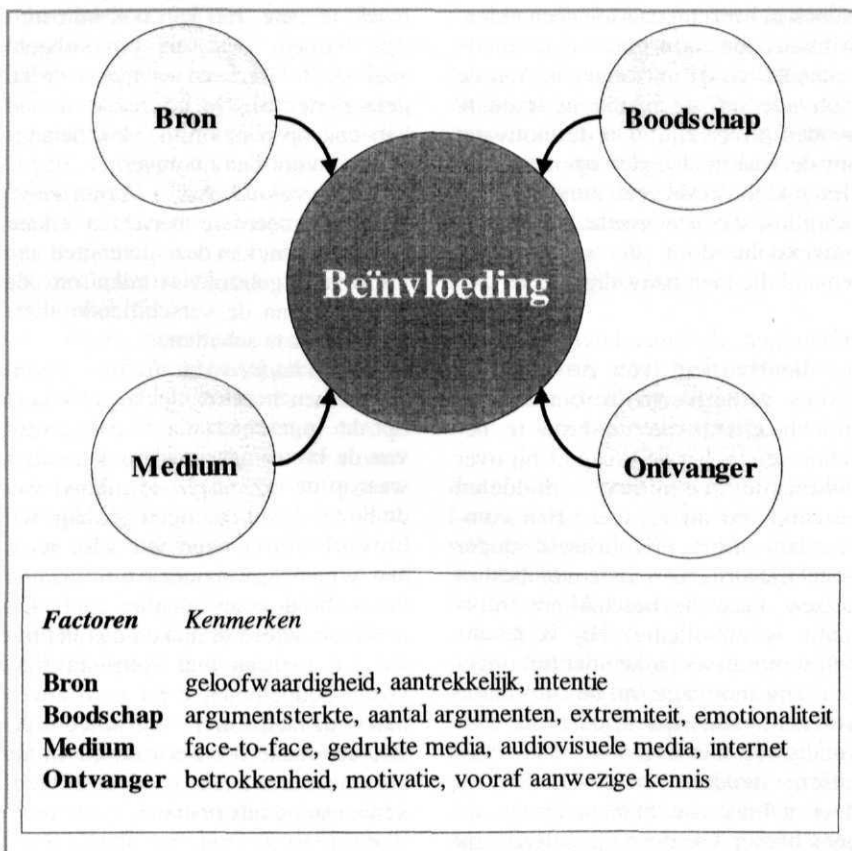 Bron
Boodschap
Beïnvloeding
Medium
Ontvanger
Factoren Kenmerken
Bron geloofwaardigheid, aantrekkelijk, intentie
Boodschap argumentsterkte, aantal argumenten, extremiteit, emotionaliteit
Medium face-to-face, gedrukte media, audiovisuele media, internet
Ontvanger betrokkenheid, motivatie, vooraf aanwezige kennis